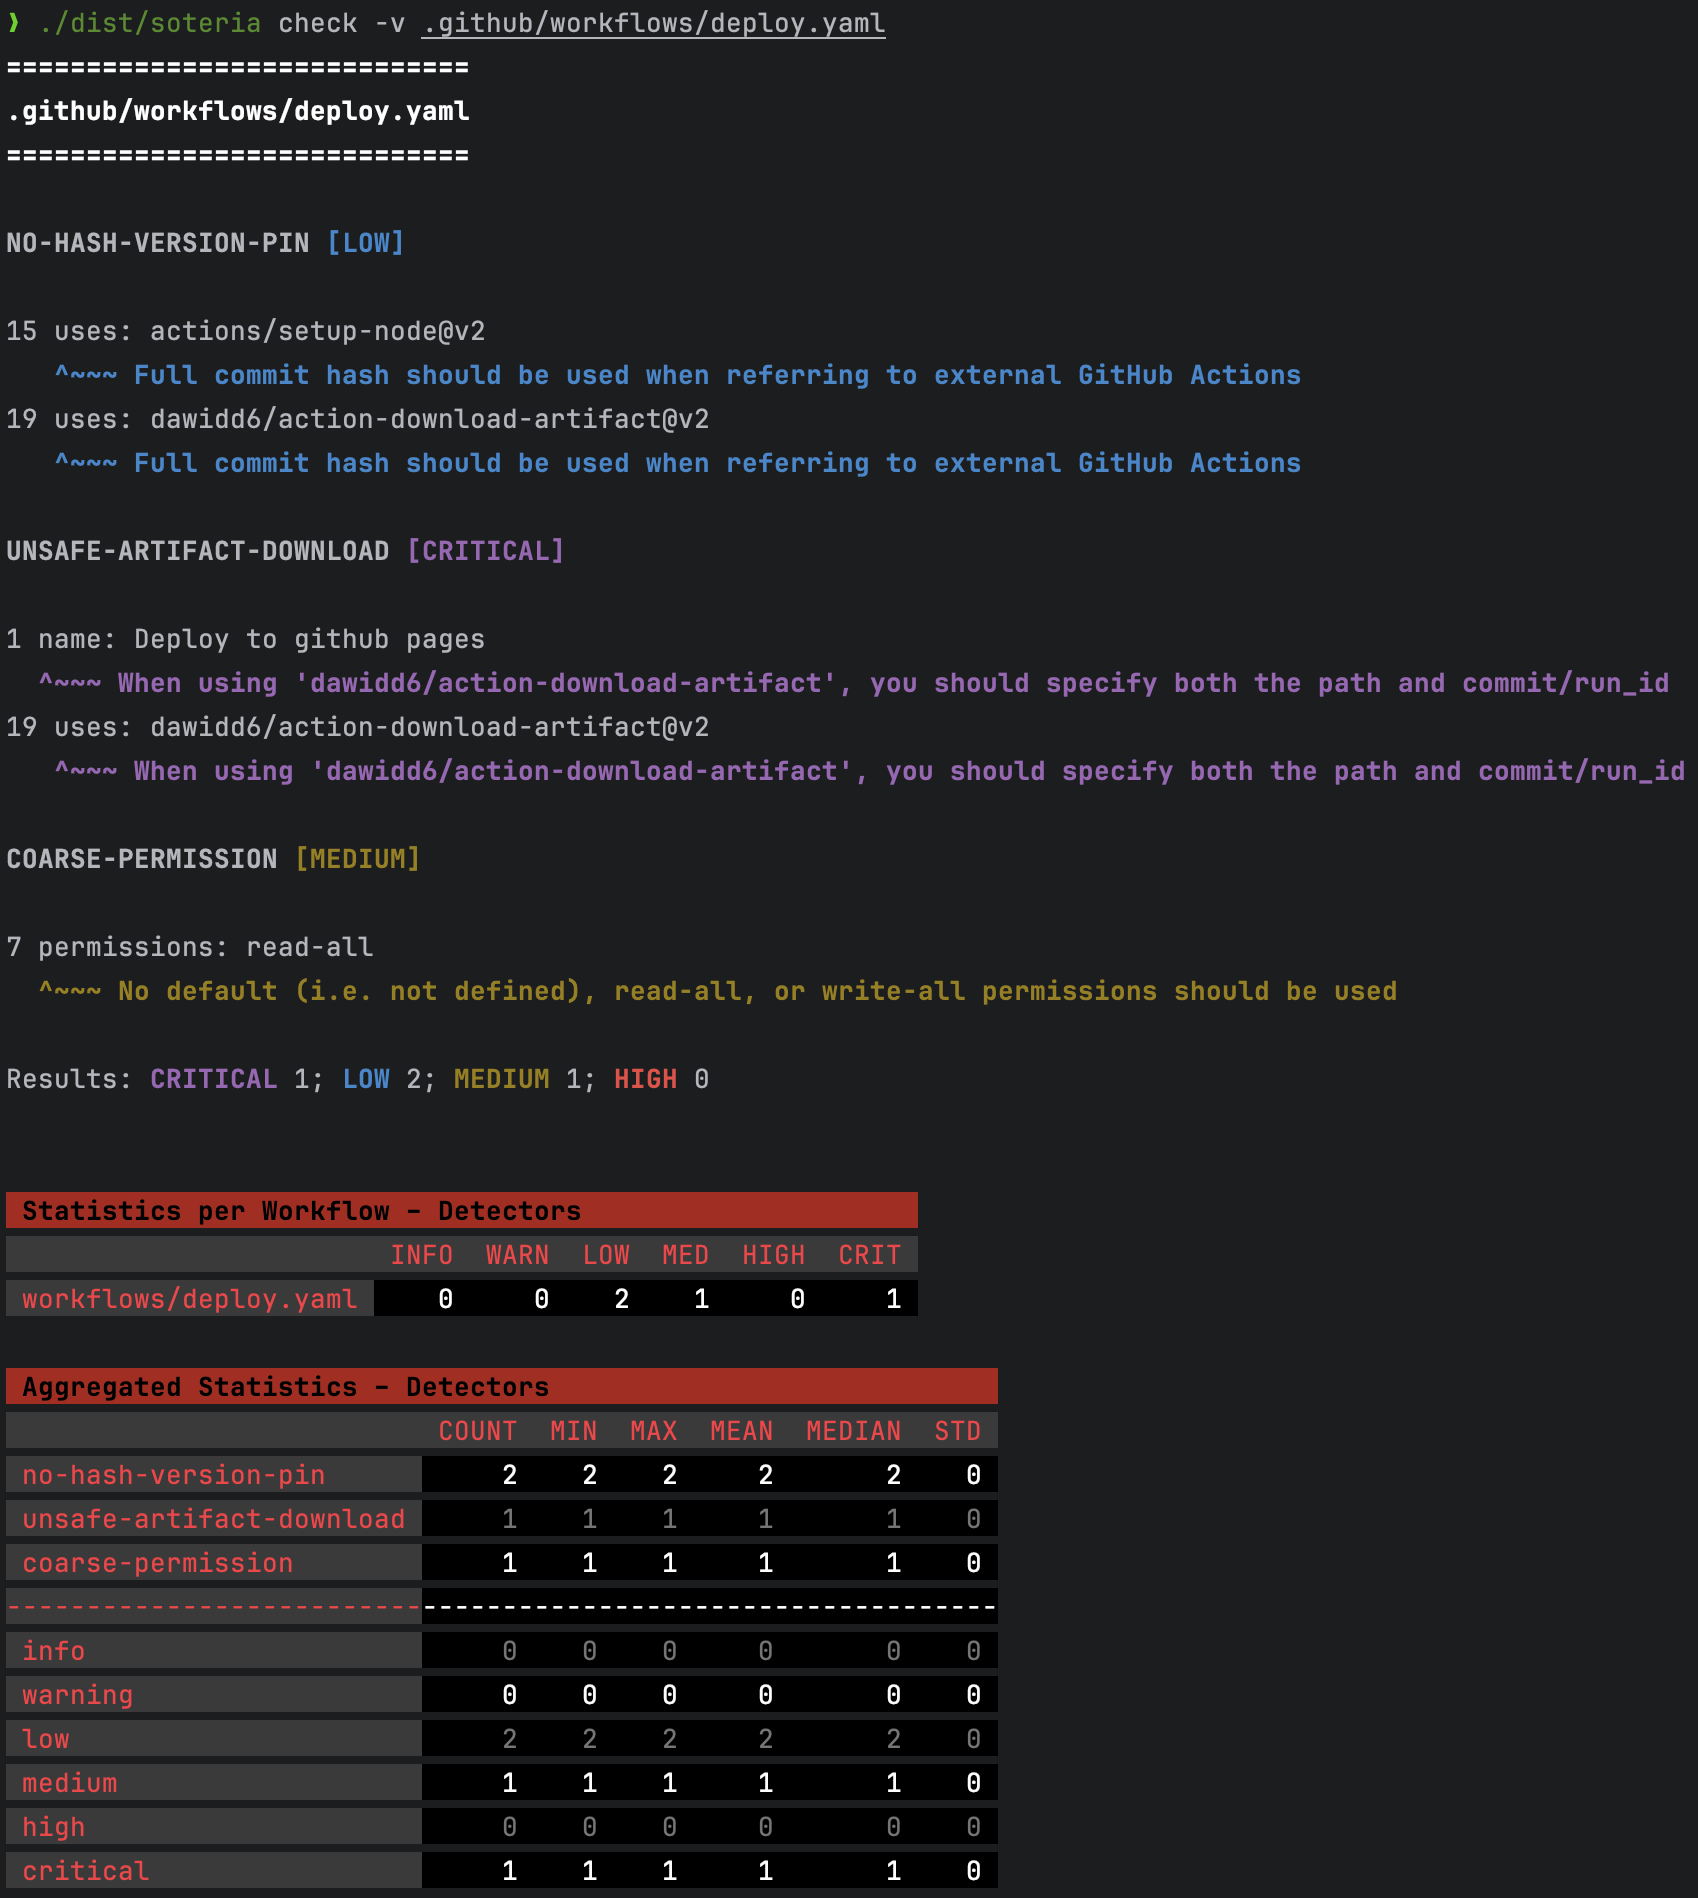 ❯ ./dist/soteria check -v .github/workflows/deploy.yaml
=============================
.github/workflows/deploy.yaml
=============================
NO-HASH-VERSION-PIN [LOW]
15 uses: actions/setup-node@v2
^~~~ Full commit hash should be used when referring to external GitHub Actions
19 uses: dawidd6/action-download-artifact@v2
^~~~ Full commit hash should be used when referring to external GitHub Actions
UNSAFE-ARTIFACT-DOWNLOAD [CRITICAL]
1 name: Deploy to github pages
^~~~ When using 'dawidd6/action-download-artifact', you should specify both the path and commit/run_id
19 uses: dawidd6/action-download-artifact@v2
^~~~ When using 'dawidd6/action-download-artifact', you should specify both the path and commit/run_id
COARSE-PERMISSION [MEDIUM]
7 permissions: read-all
^~~~ No default (i.e. not defined), read-all, or write-all permissions should be used
Results: CRITICAL 1; LOW 2; MEDIUM 1; HIGH 0
Statistics per Workflow - Detectors
INFO WARN LOW MED HIGH CRIT
workflows/deploy.yaml 0 0 2 1 0 1
Aggregated Statistics - Detectors
COUNT MIN MAX MEAN MEDIAN STD
no-hash-version-pin 2 2 2 2 2 0
unsafe-artifact-download 1 1 1 1 1 0
coarse-permission 1 1 1 1 1 0
--------------------------------------------------------------
info 0 0 0 0 0 0
warning 0 0 0 0 0 0
low 2 2 2 2 2 0
medium 1 1 1 1 1 0
high 0 0 0 0 0 0
critical 1 1 1 1 1 0